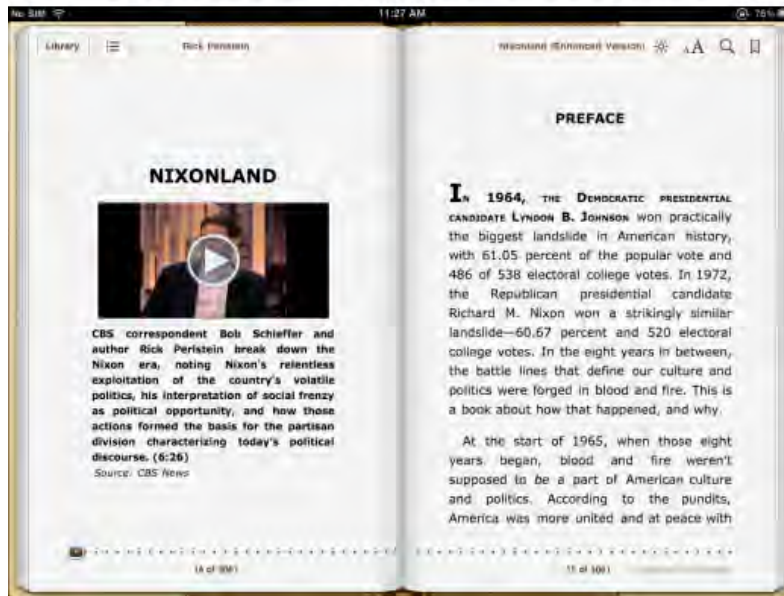 No SIM
11:27 AM
Library
Rick Perlstein
Nixonland (Enhanced Version)
AA
NIXONLAND
CBS correspondent Bob Schieffer and
author Rick Perlstein break down the
Nixon era, noting Nixon's relentless
exploitation of the country's volatile
politics, his interpretation of social frenzy
as political opportunity, and how those
actions formed the basis for the partisan
division characterizing today's political
discourse. (6:26)
Source: CBS News
PREFACE
In 1964, the Democratic presidential
candidate Lyndon B. Johnson won practically
the biggest landslide in American history,
with 61.05 percent of the popular vote and
486 of 538 electoral college votes. In 1972,
the Republican presidential candidate
Richard M. Nixon won a strikingly similar
landslide—60.67 percent and 520 electoral
college votes. In the eight years in between,
the battle lines that define our culture and
politics were forged in blood and fire. This is
a book about how that happened, and why.
At the start of 1965, when those eight
years began, blood and fire weren't
supposed to be a part of American culture
and politics. According to the pundits,
America was more united and at peace with